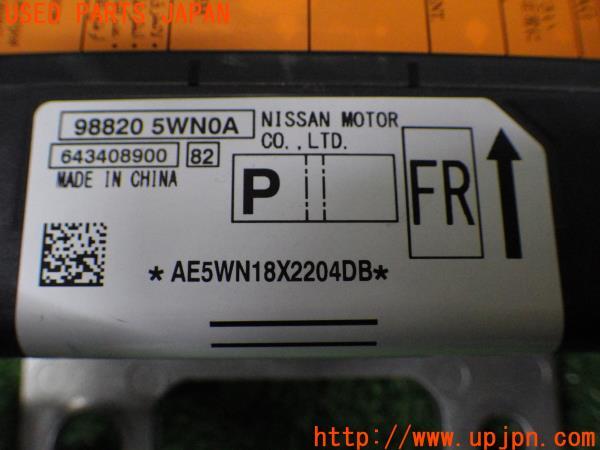 USED PARTS JAPAN
98820 5WN0A
NISSAN MOTOR
CO.,LTD.
643408900 82
MADE IN CHINA
P
FR
*AE5WN18X2204DB*
UPJ http://www.upjpn.com